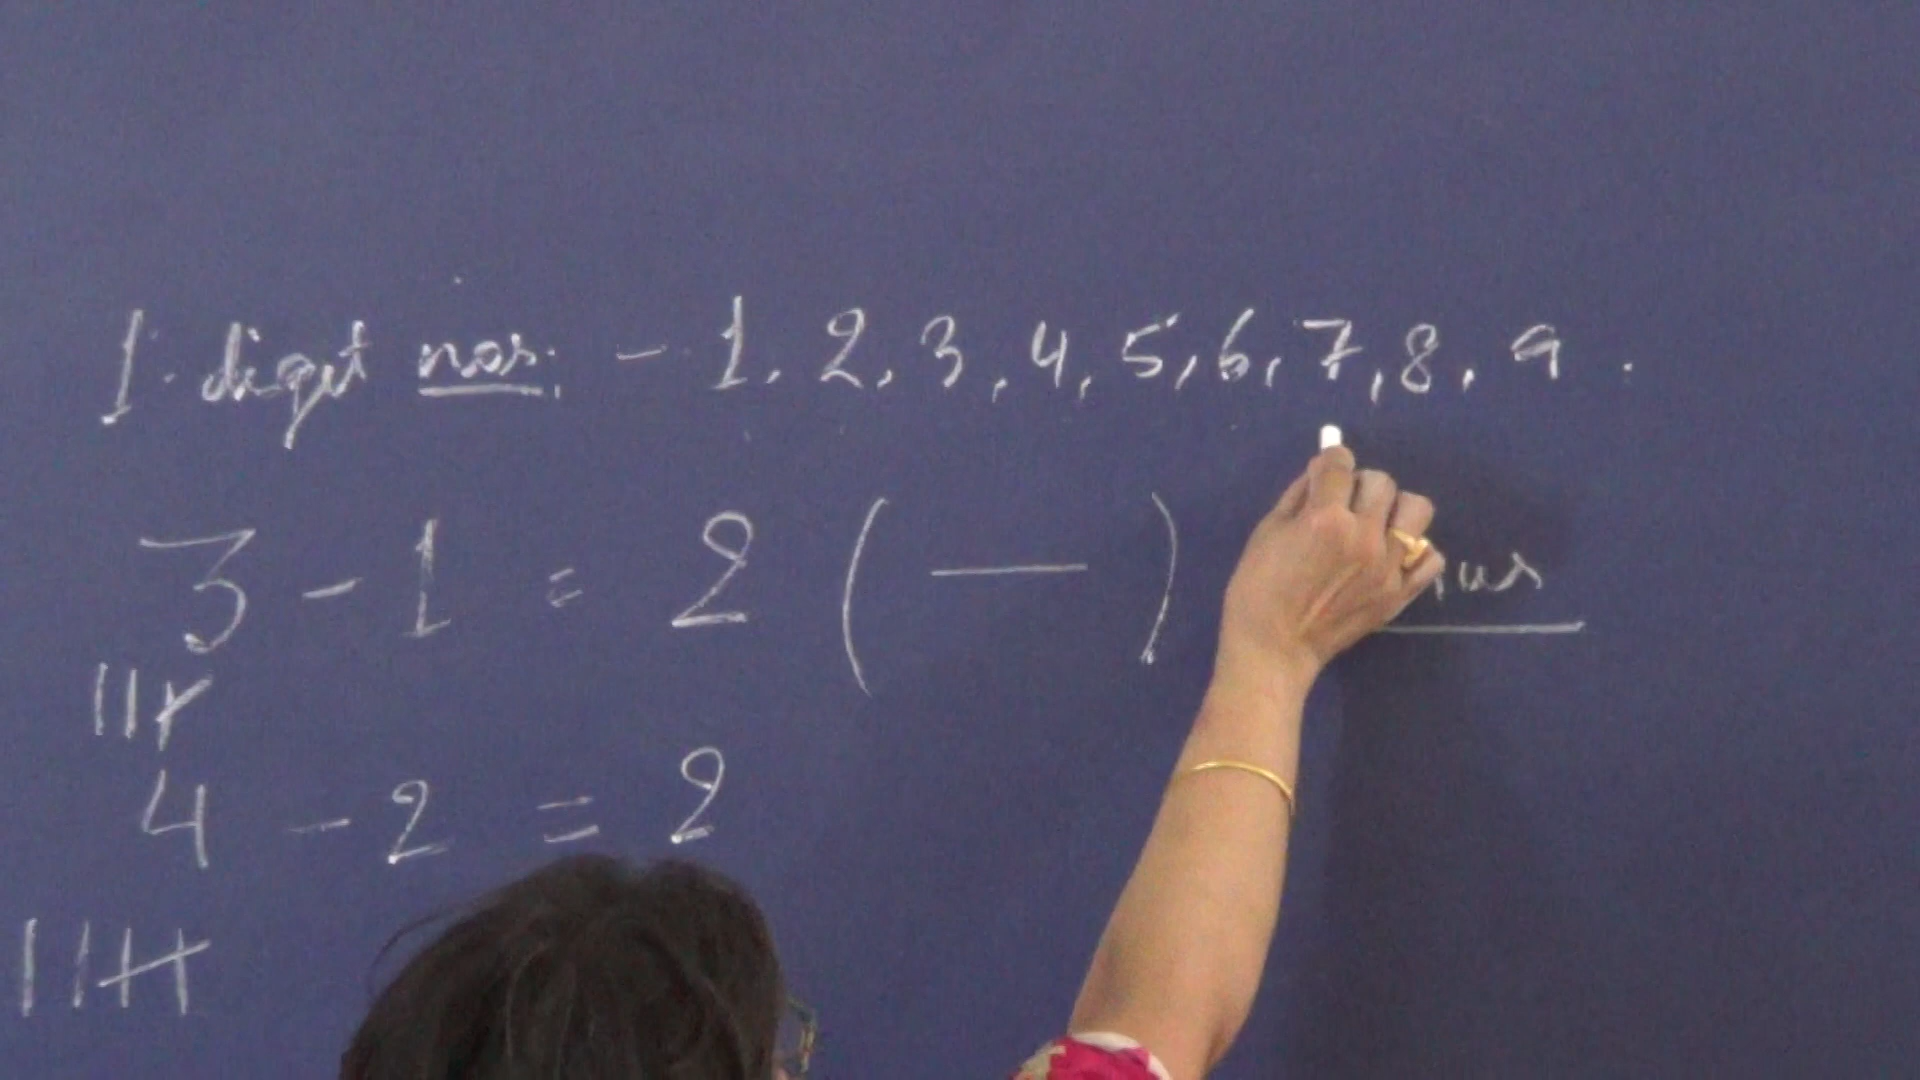 1. digit nos. - 1, 2, 3, 4, 5, 6, 7, 8, 9.
3 - 1 = 2 ( — )
4 - 2 = 2